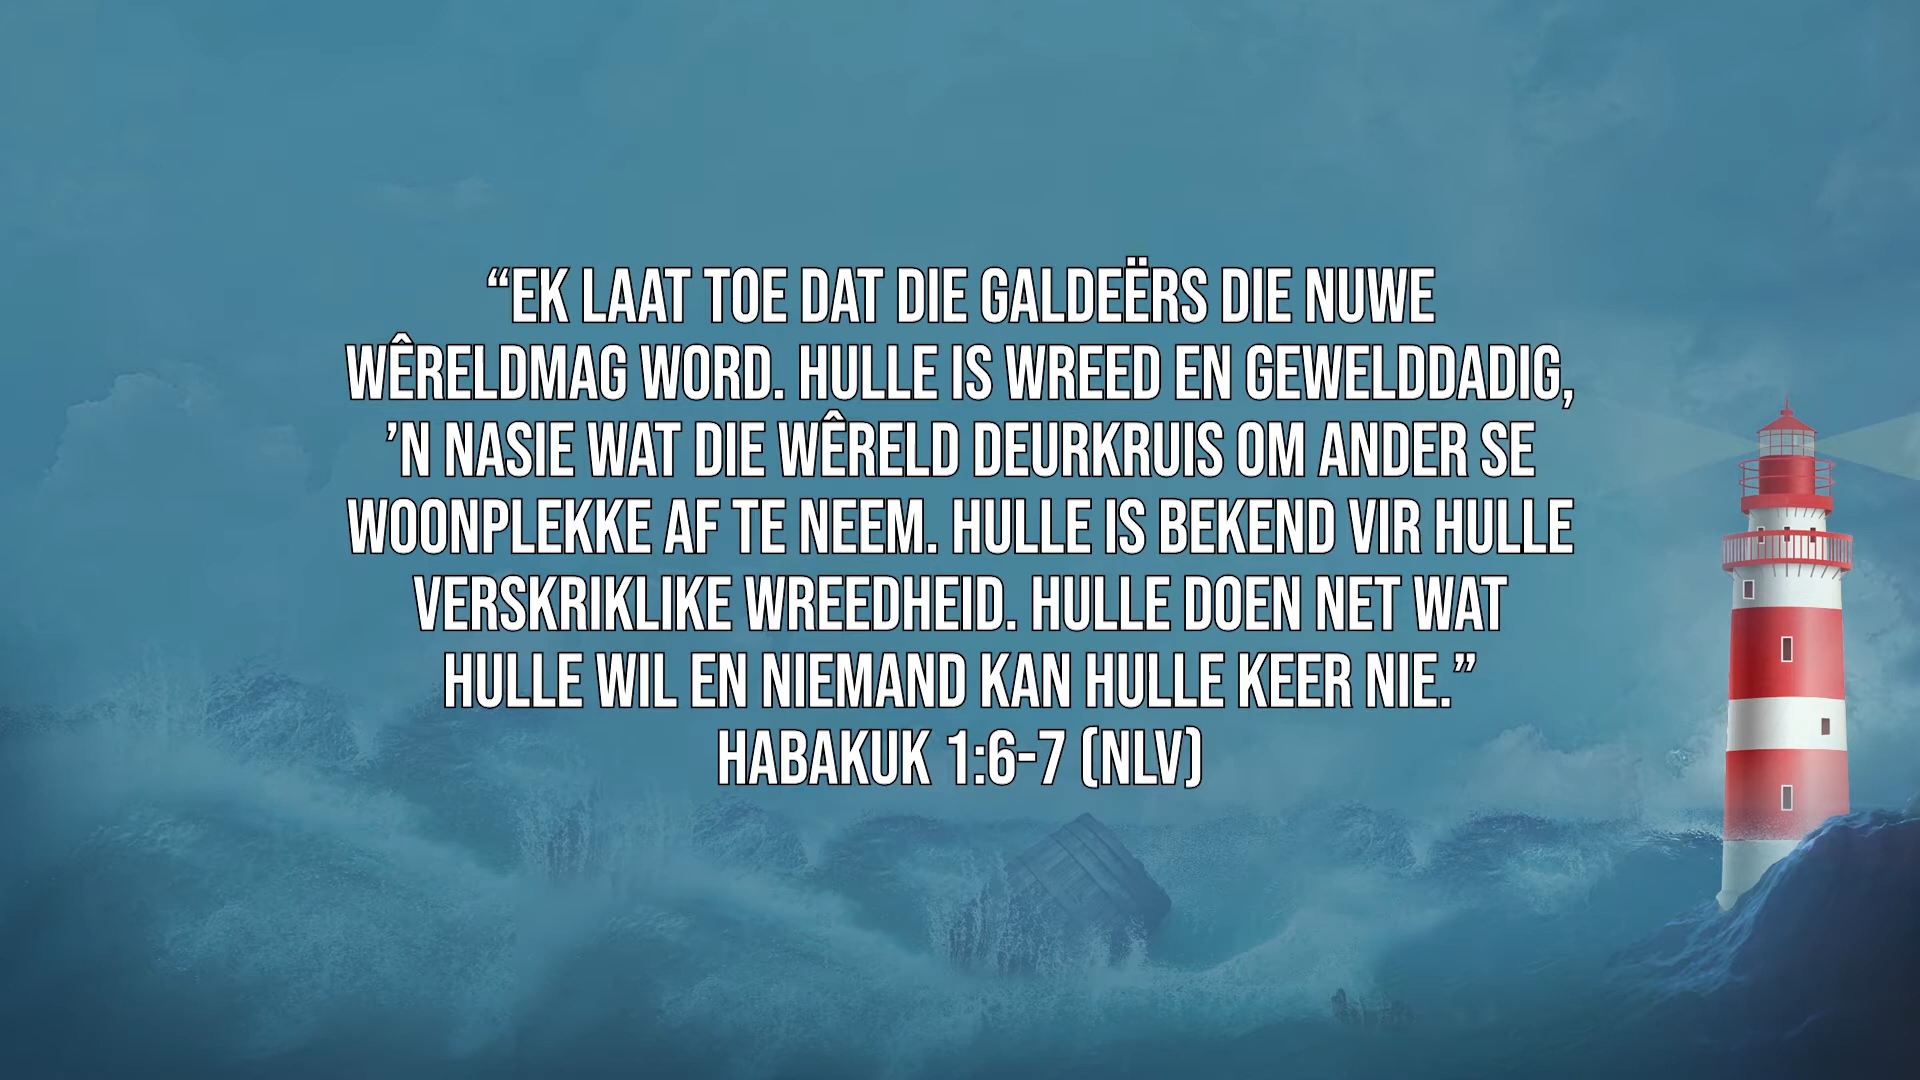 “EK LAAT TOE DAT DIE GALDEËRS DIE NUWE
WÊRELDMAG WORD. HULLE IS WREED EN GEWELDDADIG,
’N NASIE WAT DIE WÊRELD DEURKRUIS OM ANDER SE
WOONPLEKKE AF TE NEEM. HULLE IS BEKEND VIR HULLE
VERSKRIKLIKE WREEDHEID. HULLE DOEN NET WAT
HULLE WIL EN NIEMAND KAN HULLE KEER NIE.”
HABAKUK 1:6-7 (NLV)